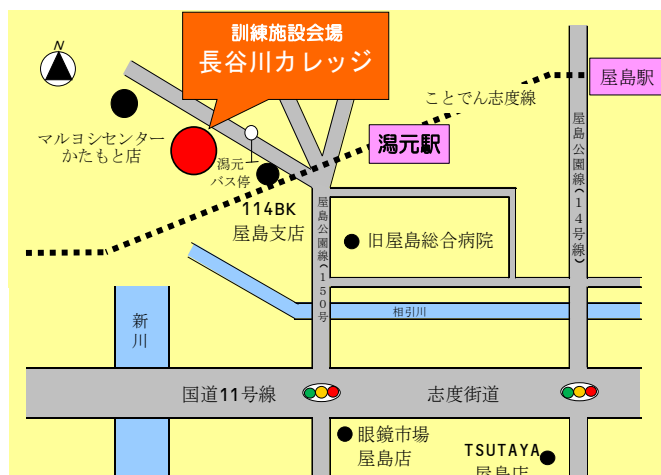 訓練施設会場
長谷川カレッジ
N
屋島駅
ことでん志度線
マルヨシセンター
かたもと店
潟元駅
潟元
バス停
114BK
屋島支店
屋島公園線(150号
屋島公園線(14号線)
旧屋島総合病院
相引川
新川
国道11号線
志度街道
眼鏡市場
屋島店
TSUTAYA
屋島店